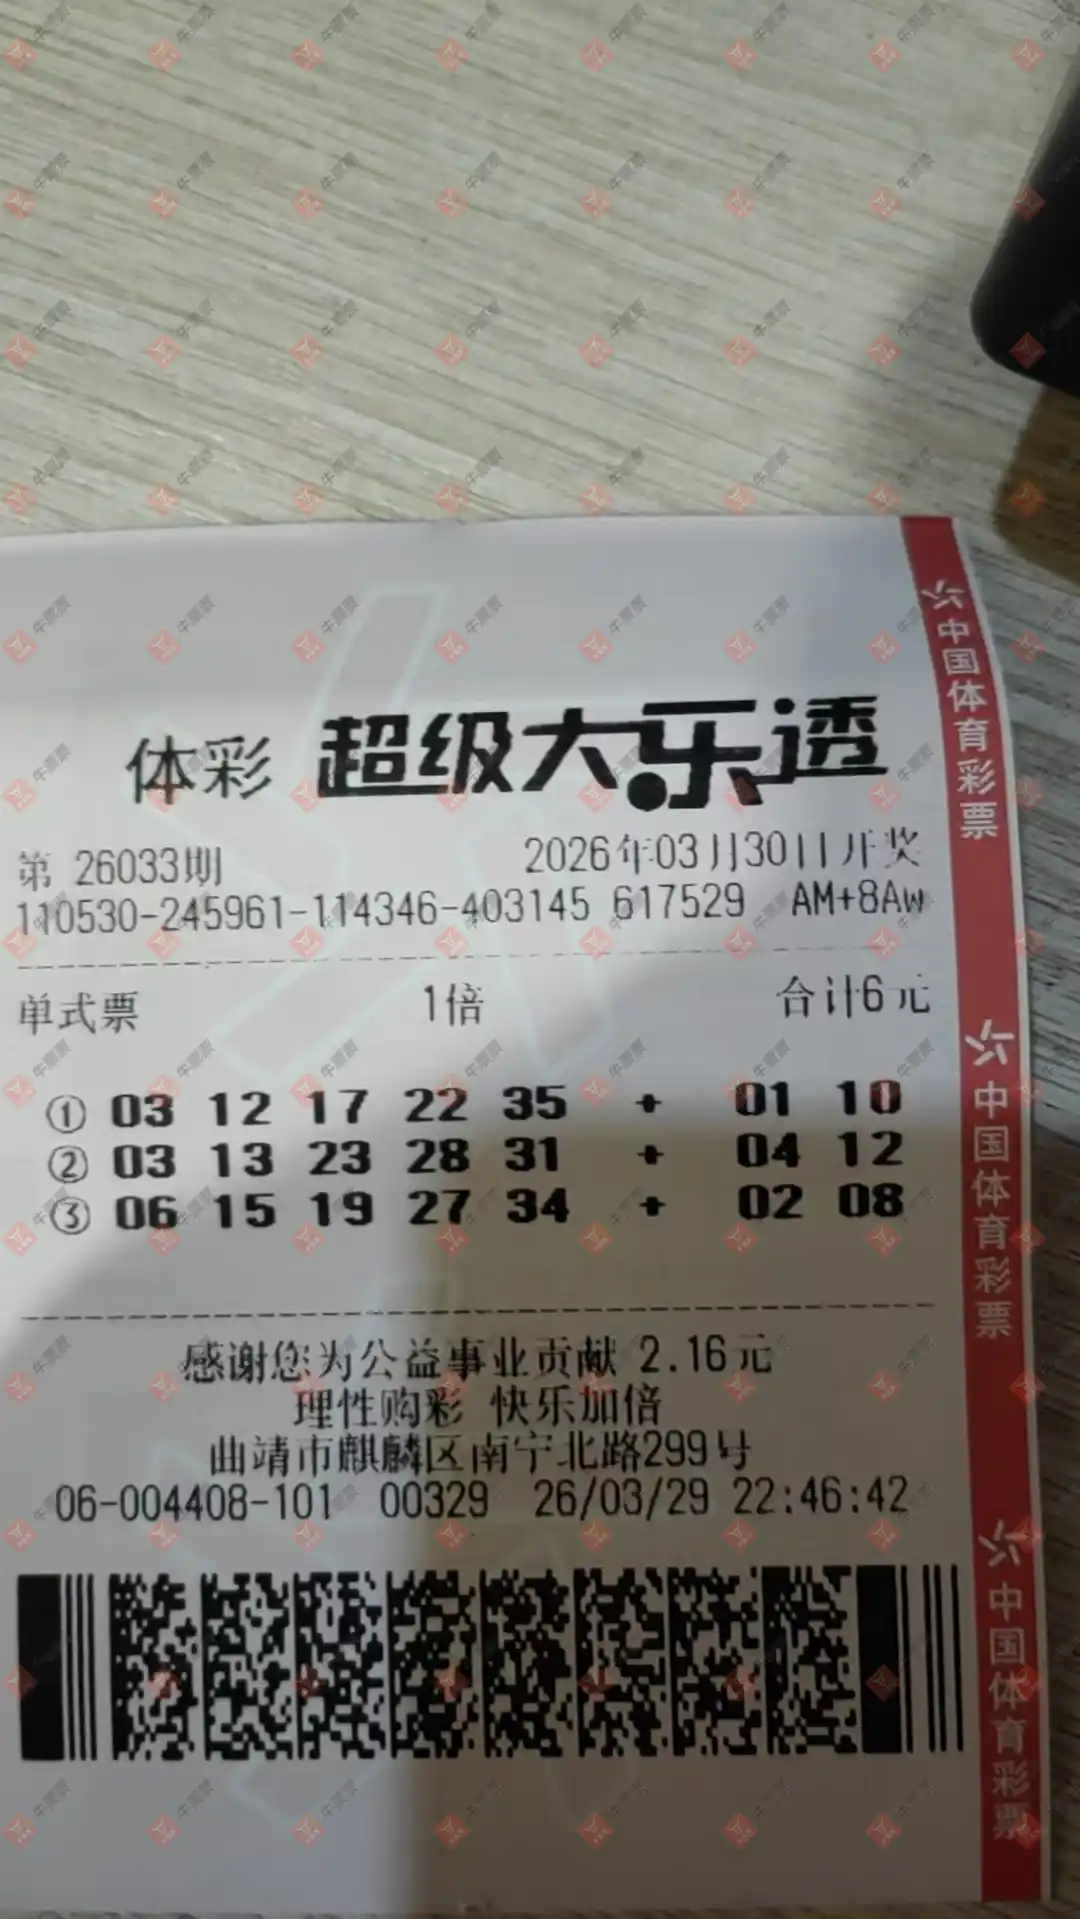 体彩 超级大乐透
第 26033期 2026年03月30日开奖
110530-245961-114346-403145 617529 AM+8Aw
单式票 1倍 合计6元
① 03 12 17 22 35 + 01 10
② 03 13 23 28 31 + 04 12
③ 06 15 19 27 34 + 02 08
感谢您为公益事业贡献 2.16元
理性购彩 快乐加倍
曲靖市麒麟区南宁北路299号
06-004408-101 00329 26/03/29 22:46:42
中国体育彩票
中国体育彩票
中国体育彩票